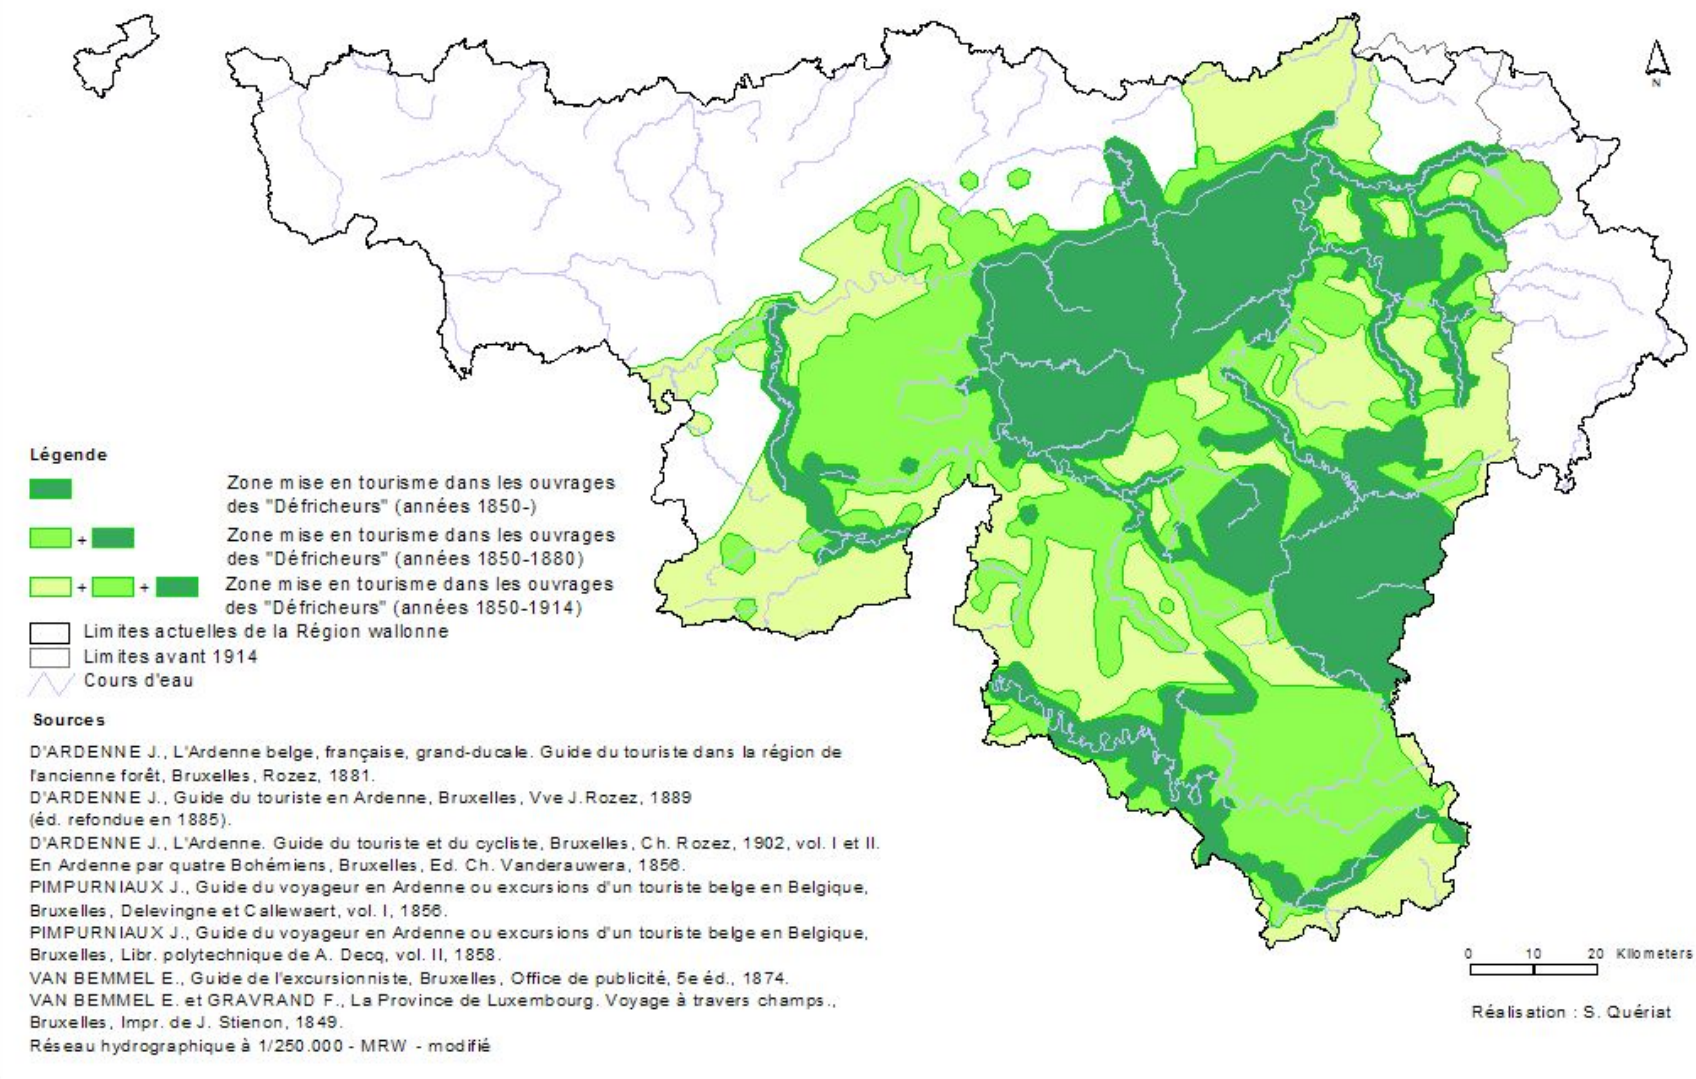 N
Légende
Zone mise en tourisme dans les ouvrages
des "Défricheurs" (années 1850-)
+
Zone mise en tourisme dans les ouvrages
des "Défricheurs" (années 1850-1880)
+ +
Zone mise en tourisme dans les ouvrages
des "Défricheurs" (années 1850-1914)
Limites actuelles de la Région wallonne
Limites avant 1914
Cours d'eau
Sources
D'ARDENNE J., L'Ardenne belge, française, grand-ducale. Guide du touriste dans la région de
l'ancienne forêt, Bruxelles, Rozez, 1881.
D'ARDENNE J., Guide du touriste en Ardenne, Bruxelles, Vve J.Rozez, 1889
(éd. refondue en 1885).
D'ARDENNE J., L'Ardenne. Guide du touriste et du cycliste, Bruxelles, Ch. Rozez, 1902, vol. I et II.
En Ardenne par quatre Bohémiens, Bruxelles, Ed. Ch. Vanderauwera, 1856.
PIMPURNIAUX J., Guide du voyageur en Ardenne ou excursions d'un touriste belge en Belgique,
Bruxelles, Delevingne et Callewaert, vol. I, 1856.
PIMPURNIAUX J., Guide du voyageur en Ardenne ou excursions d'un touriste belge en Belgique,
Bruxelles, Libr. polytechnique de A. Decq, vol. II, 1858.
VAN BEMMEL E., Guide de l'excursionniste, Bruxelles, Office de publicité, 5e éd., 1874.
VAN BEMMEL E. et GRAVRAND F., La Province de Luxembourg. Voyage à travers champs.,
Bruxelles, Impr. de J. Stienon, 1849.
Réseau hydrographique à 1/250.000 - MRW - modifié
0 10 20 Kilometers
Réalisation : S. Quériat